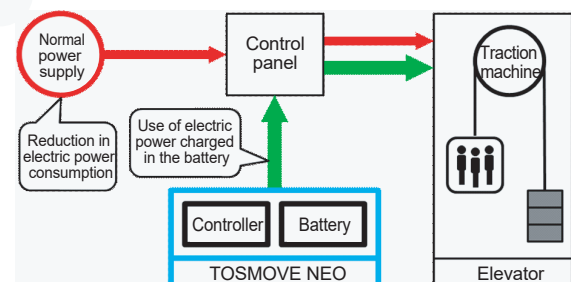 Normal
power
supply
Control
panel
Traction
machine
Reduction in
electric power
consumption
Use of electric
power charged
in the battery
Controller
Battery
TOSMOVE NEO
Elevator